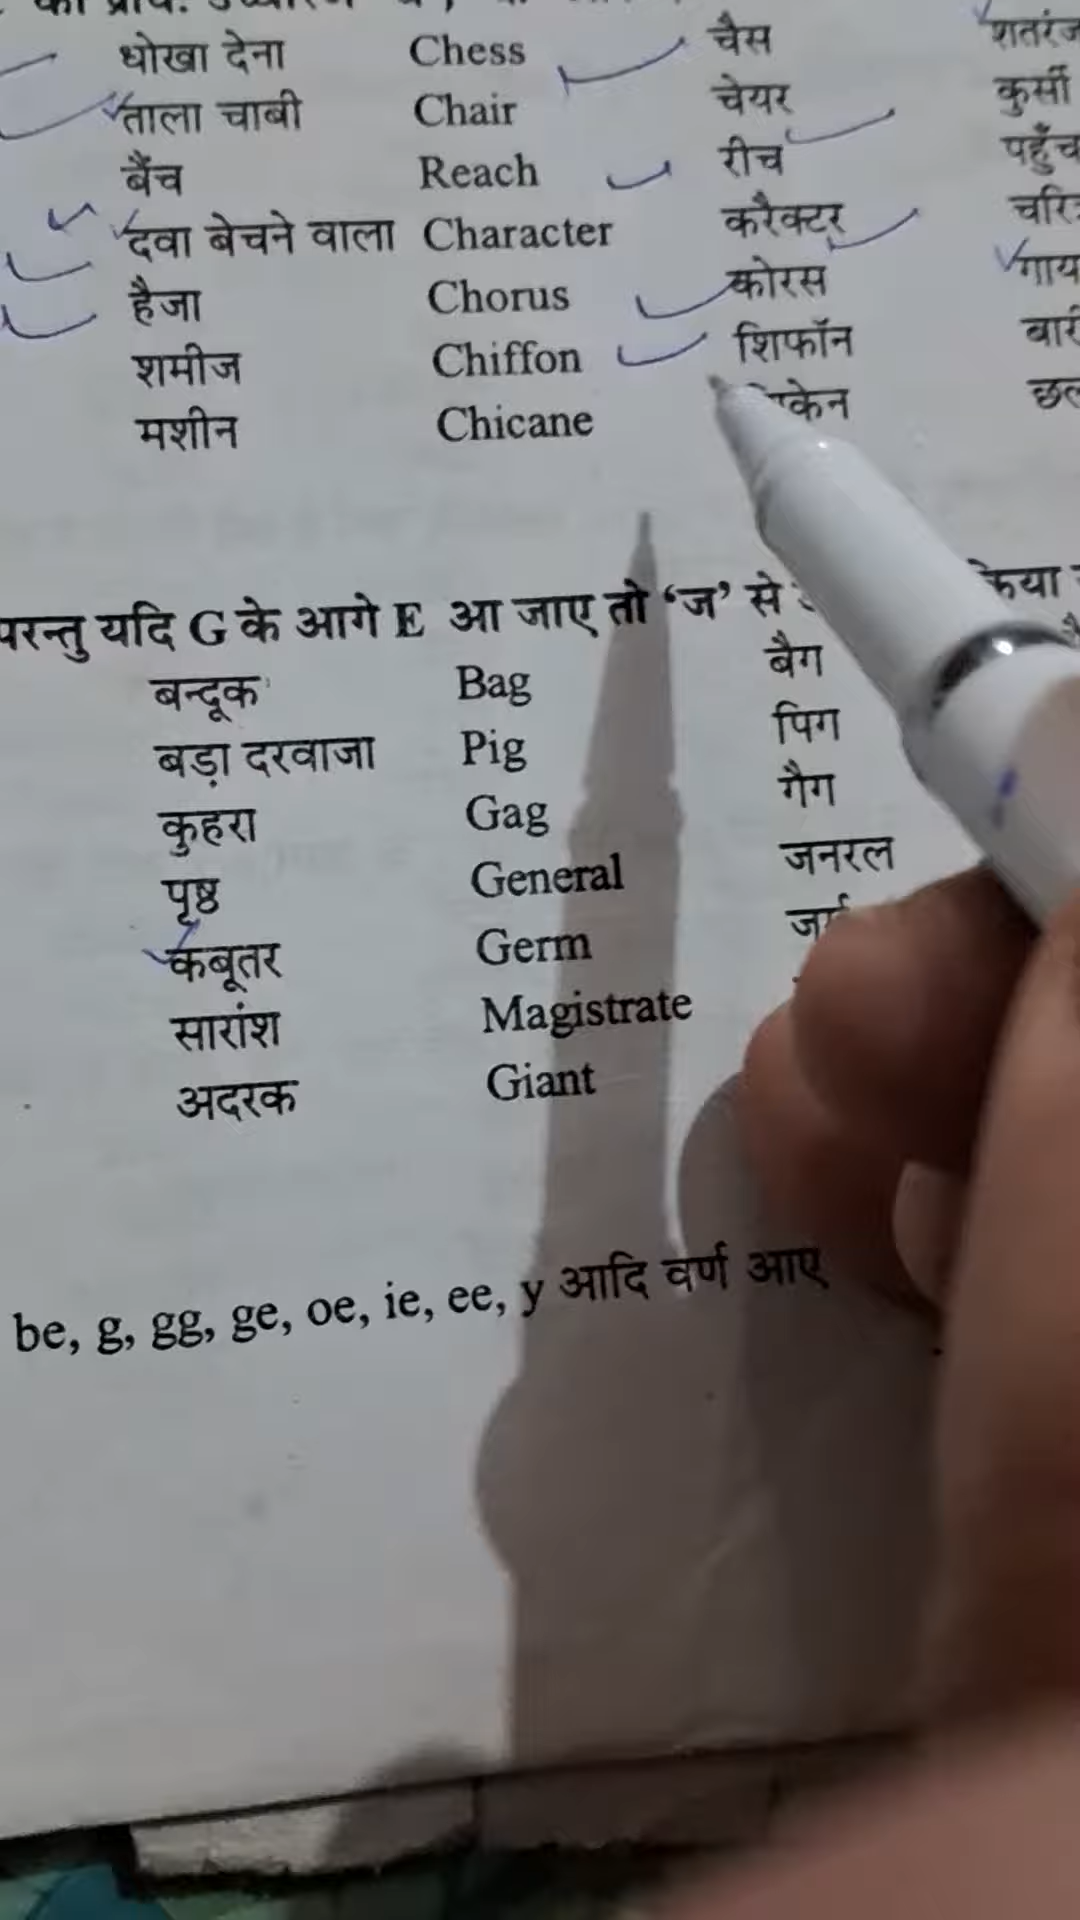 धोखा देना Chess चैस
ताला चाबी Chair चेयर कुर्सी
बैंच Reach रीच
दवा बेचने वाला Character करैक्टर
हैजा Chorus कोरस
शमीज Chiffon शिफॉन
मशीन Chicane
परन्तु यदि G के आगे E आ जाए तो ‘ज’ से
बन्दूक Bag बैग
बड़ा दरवाजा Pig पिग
कुहरा Gag गैग
पृष्ठ General जनरल
कबूतर Germ
सारांश Magistrate
अदरक Giant
be, g, gg, ge, oe, ie, ee, y आदि वर्ण आए